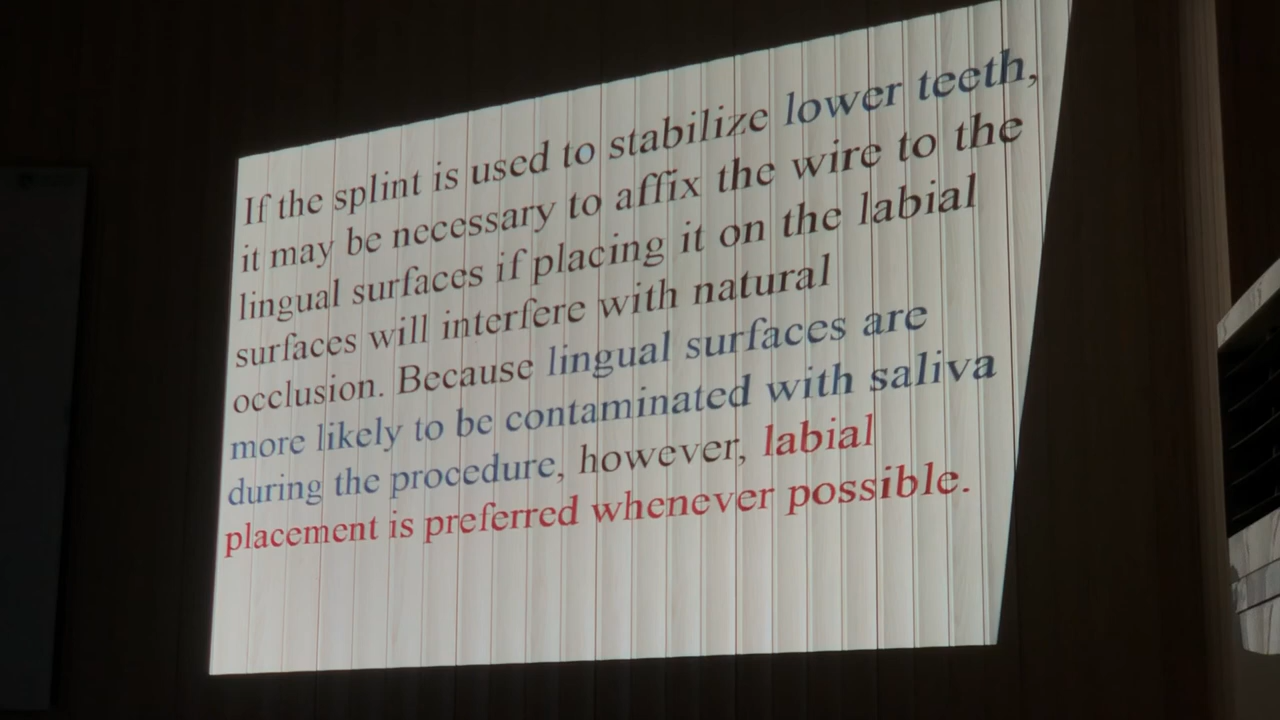 If the splint is used to stabilize lower teeth,
it may be necessary to affix the wire to the
lingual surfaces if placing it on the labial
surfaces will interfere with natural
occlusion. Because lingual surfaces are
more likely to be contaminated with saliva
during the procedure, however, labial
placement is preferred whenever possible.